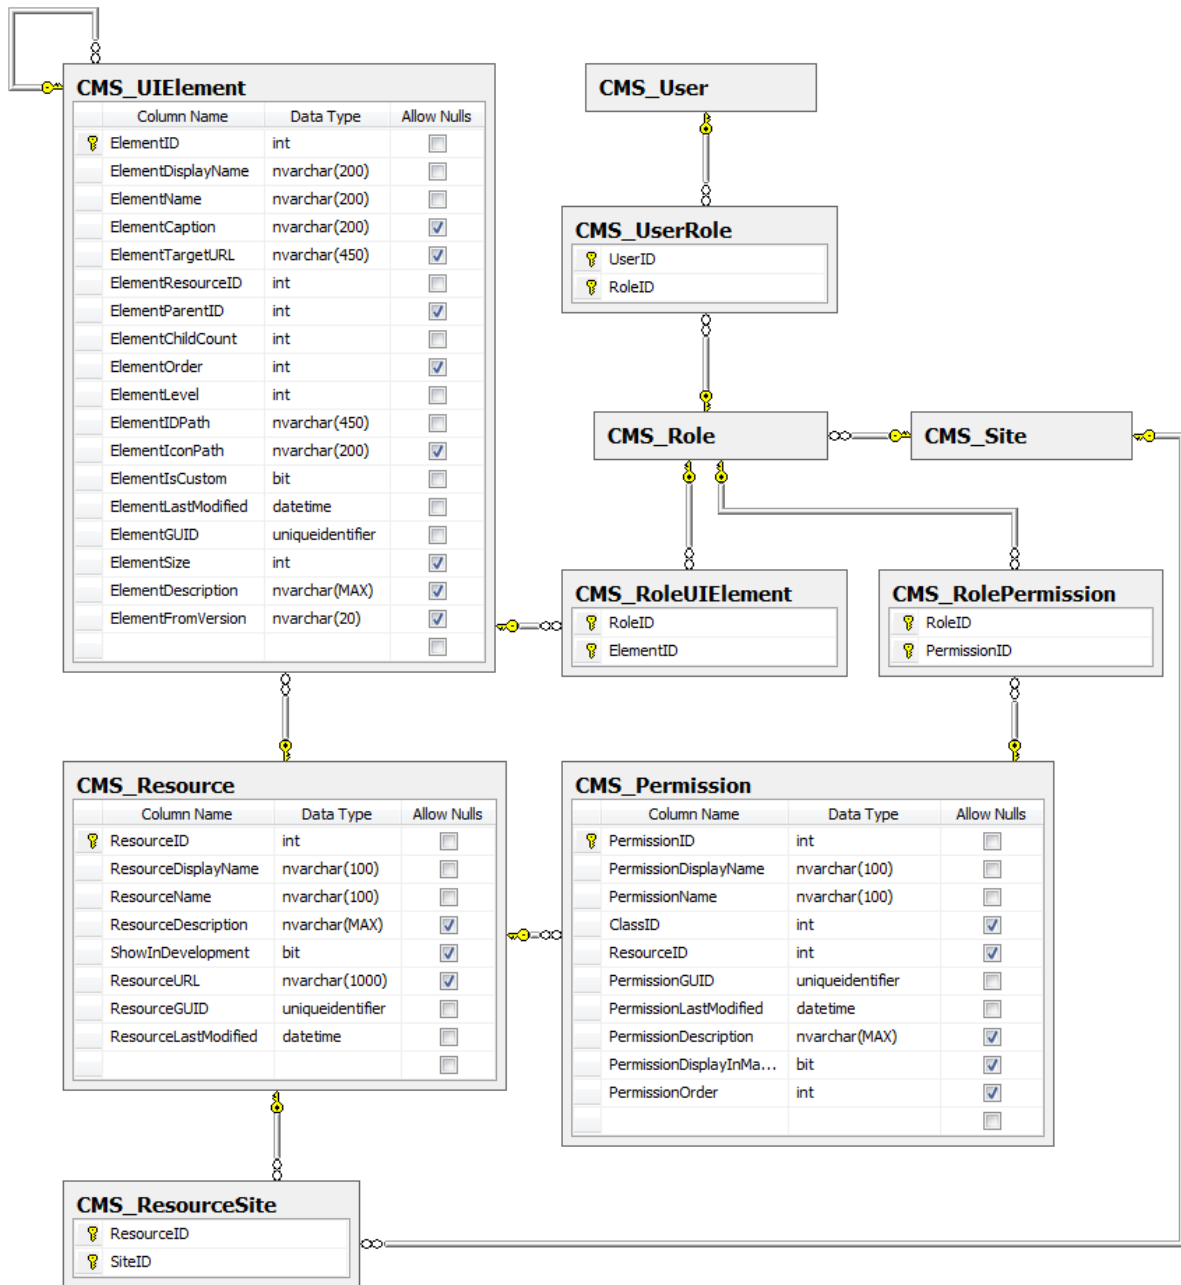 CMS_UIElement
Column Name Data Type Allow Nulls
ElementID int
ElementDisplayName nvarchar(200)
ElementName nvarchar(200)
ElementCaption nvarchar(200)
ElementTargetURL nvarchar(450)
ElementResourceID int
ElementParentID int
ElementChildCount int
ElementOrder int
ElementLevel int
ElementIDPath nvarchar(450)
ElementIconPath nvarchar(200)
ElementIsCustom bit
ElementLastModified datetime
ElementGUID uniqueidentifier
ElementSize int
ElementDescription nvarchar(MAX)
ElementFromVersion nvarchar(20)
CMS_User
CMS_UserRole
UserID
RoleID
CMS_Role
CMS_Site
CMS_RoleUIElement
RoleID
ElementID
CMS_RolePermission
RoleID
PermissionID
CMS_Resource
Column Name Data Type Allow Nulls
ResourceID int
ResourceDisplayName nvarchar(100)
ResourceName nvarchar(100)
ResourceDescription nvarchar(MAX)
ShowInDevelopment bit
ResourceURL nvarchar(1000)
ResourceGUID uniqueidentifier
ResourceLastModified datetime
CMS_Permission
Column Name Data Type Allow Nulls
PermissionID int
PermissionDisplayName nvarchar(100)
PermissionName nvarchar(100)
ClassID int
ResourceID int
PermissionGUID uniqueidentifier
PermissionLastModified datetime
PermissionDescription nvarchar(MAX)
PermissionDisplayInMa... bit
PermissionOrder int
CMS_ResourceSite
ResourceID
SiteID